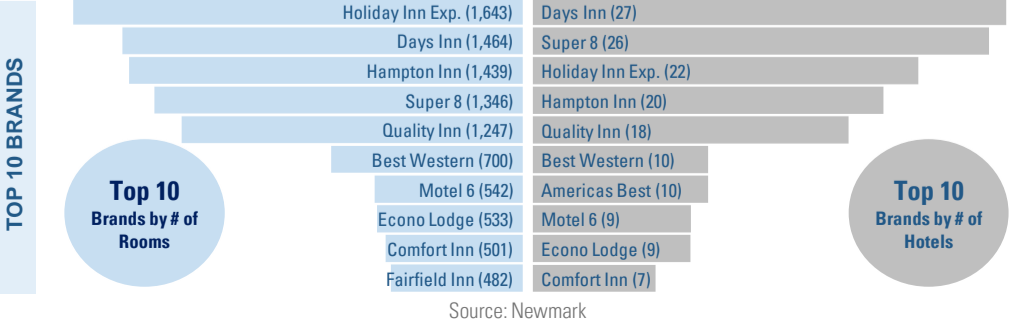 TOP 10 BRANDS
Holiday Inn Exp. (1,643)
Days Inn (1,464)
Hampton Inn (1,439)
Super 8 (1,346)
Quality Inn (1,247)
Best Western (700)
Motel 6 (542)
Econo Lodge (533)
Comfort Inn (501)
Fairfield Inn (482)
Top 10
Brands by # of
Rooms
Days Inn (27)
Super 8 (26)
Holiday Inn Exp. (22)
Hampton Inn (20)
Quality Inn (18)
Best Western (10)
Americas Best (10)
Motel 6 (9)
Econo Lodge (9)
Comfort Inn (7)
Top 10
Brands by # of
Hotels
Source: Newmark